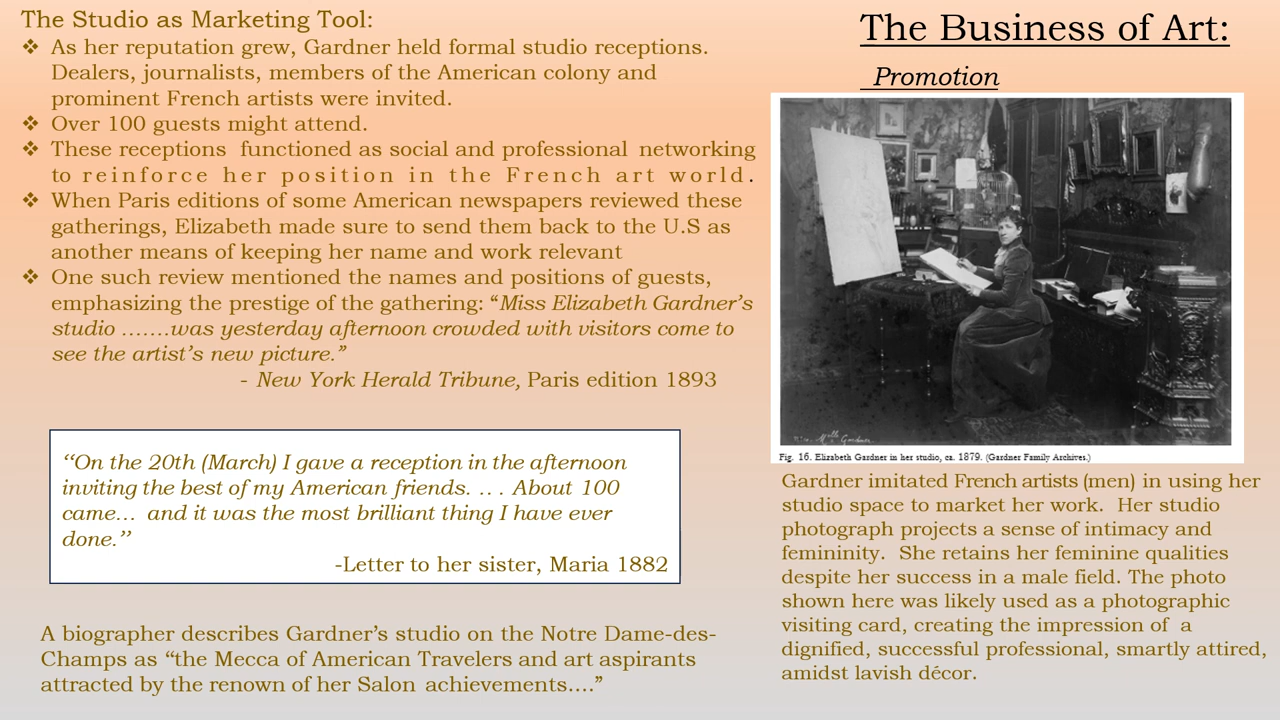 The Studio as Marketing Tool:
❖ As her reputation grew, Gardner held formal studio receptions.
Dealers, journalists, members of the American colony and
prominent French artists were invited.
❖ Over 100 guests might attend.
❖ These receptions functioned as social and professional networking
to reinforce her position in the French art world.
❖ When Paris editions of some American newspapers reviewed these
gatherings, Elizabeth made sure to send them back to the U.S as
another means of keeping her name and work relevant
❖ One such review mentioned the names and positions of guests,
emphasizing the prestige of the gathering: “Miss Elizabeth Gardner’s
studio …….was yesterday afternoon crowded with visitors come to
see the artist’s new picture.”
- New York Herald Tribune, Paris edition 1893
‘‘On the 20th (March) I gave a reception in the afternoon
inviting the best of my American friends. .. . About 100
came… and it was the most brilliant thing I have ever
done.’’
-Letter to her sister, Maria 1882
A biographer describes Gardner’s studio on the Notre Dame-des-
Champs as “the Mecca of American Travelers and art aspirants
attracted by the renown of her Salon achievements….”
The Business of Art:
Promotion
Fig. 16. Elizabeth Gardner in her studio, ca. 1879. (Gardner Family Archives.)
Gardner imitated French artists (men) in using her
studio space to market her work. Her studio
photograph projects a sense of intimacy and
femininity. She retains her feminine qualities
despite her success in a male field. The photo
shown here was likely used as a photographic
visiting card, creating the impression of a
dignified, successful professional, smartly attired,
amidst lavish décor.